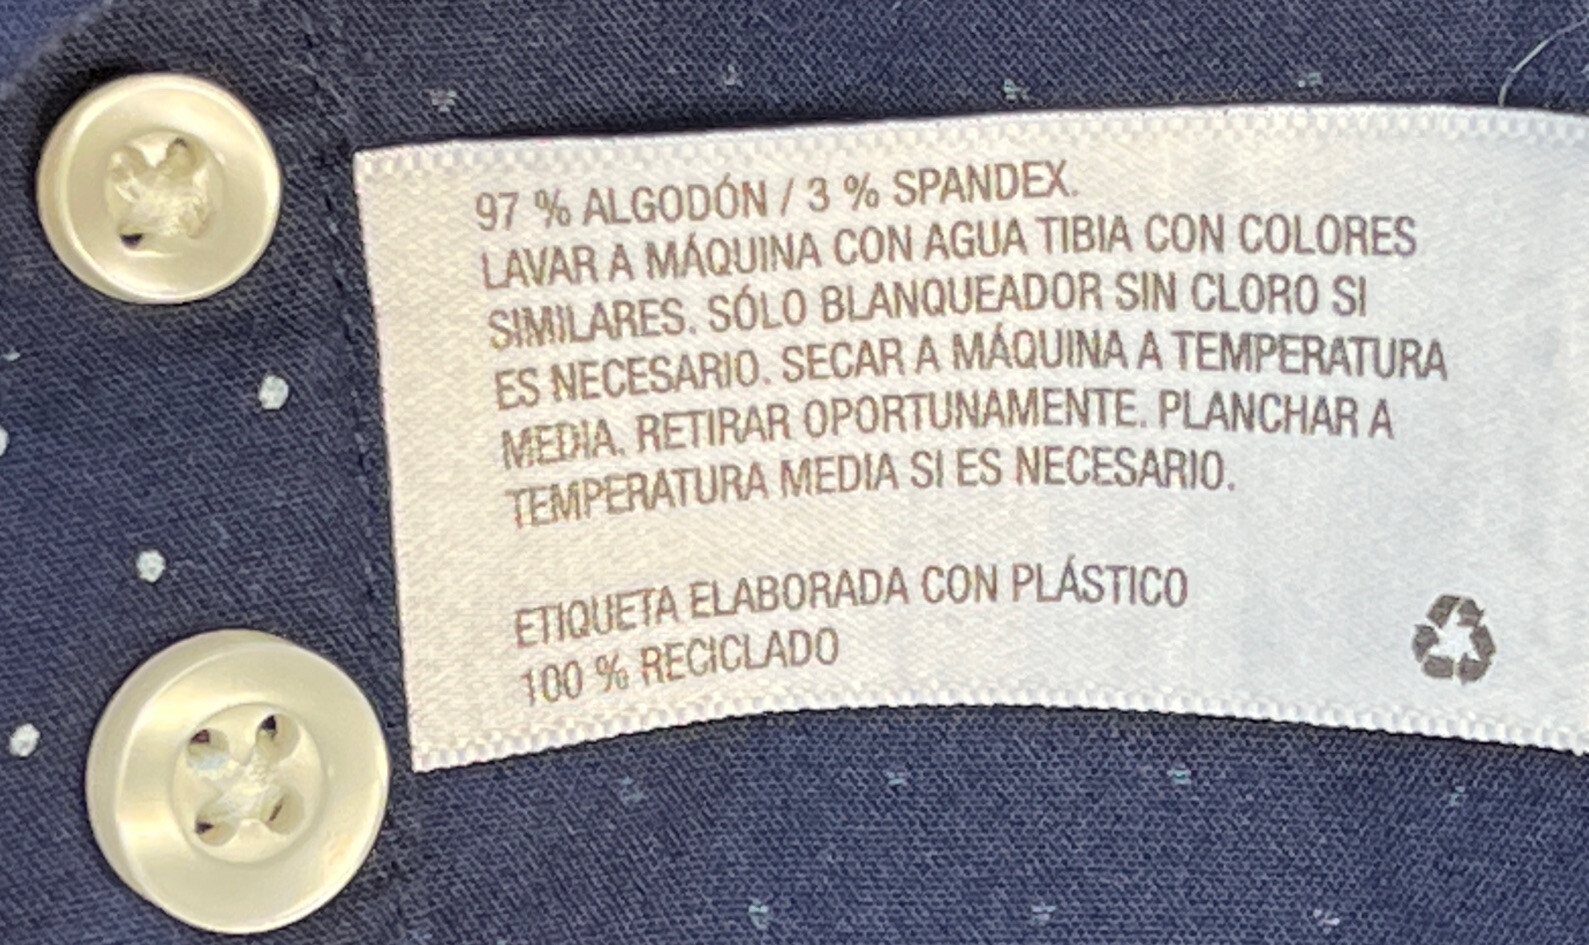 97 % ALGODÓN / 3 % SPANDEX.
LAVAR A MÁQUINA CON AGUA TIBIA CON COLORES
SIMILARES. SÓLO BLANQUEADOR SIN CLORO SI
ES NECESARIO. SECAR A MÁQUINA A TEMPERATURA
MEDIA. RETIRAR OPORTUNAMENTE. PLANCHAR A
TEMPERATURA MEDIA SI ES NECESARIO.
ETIQUETA ELABORADA CON PLÁSTICO
100 % RECICLADO